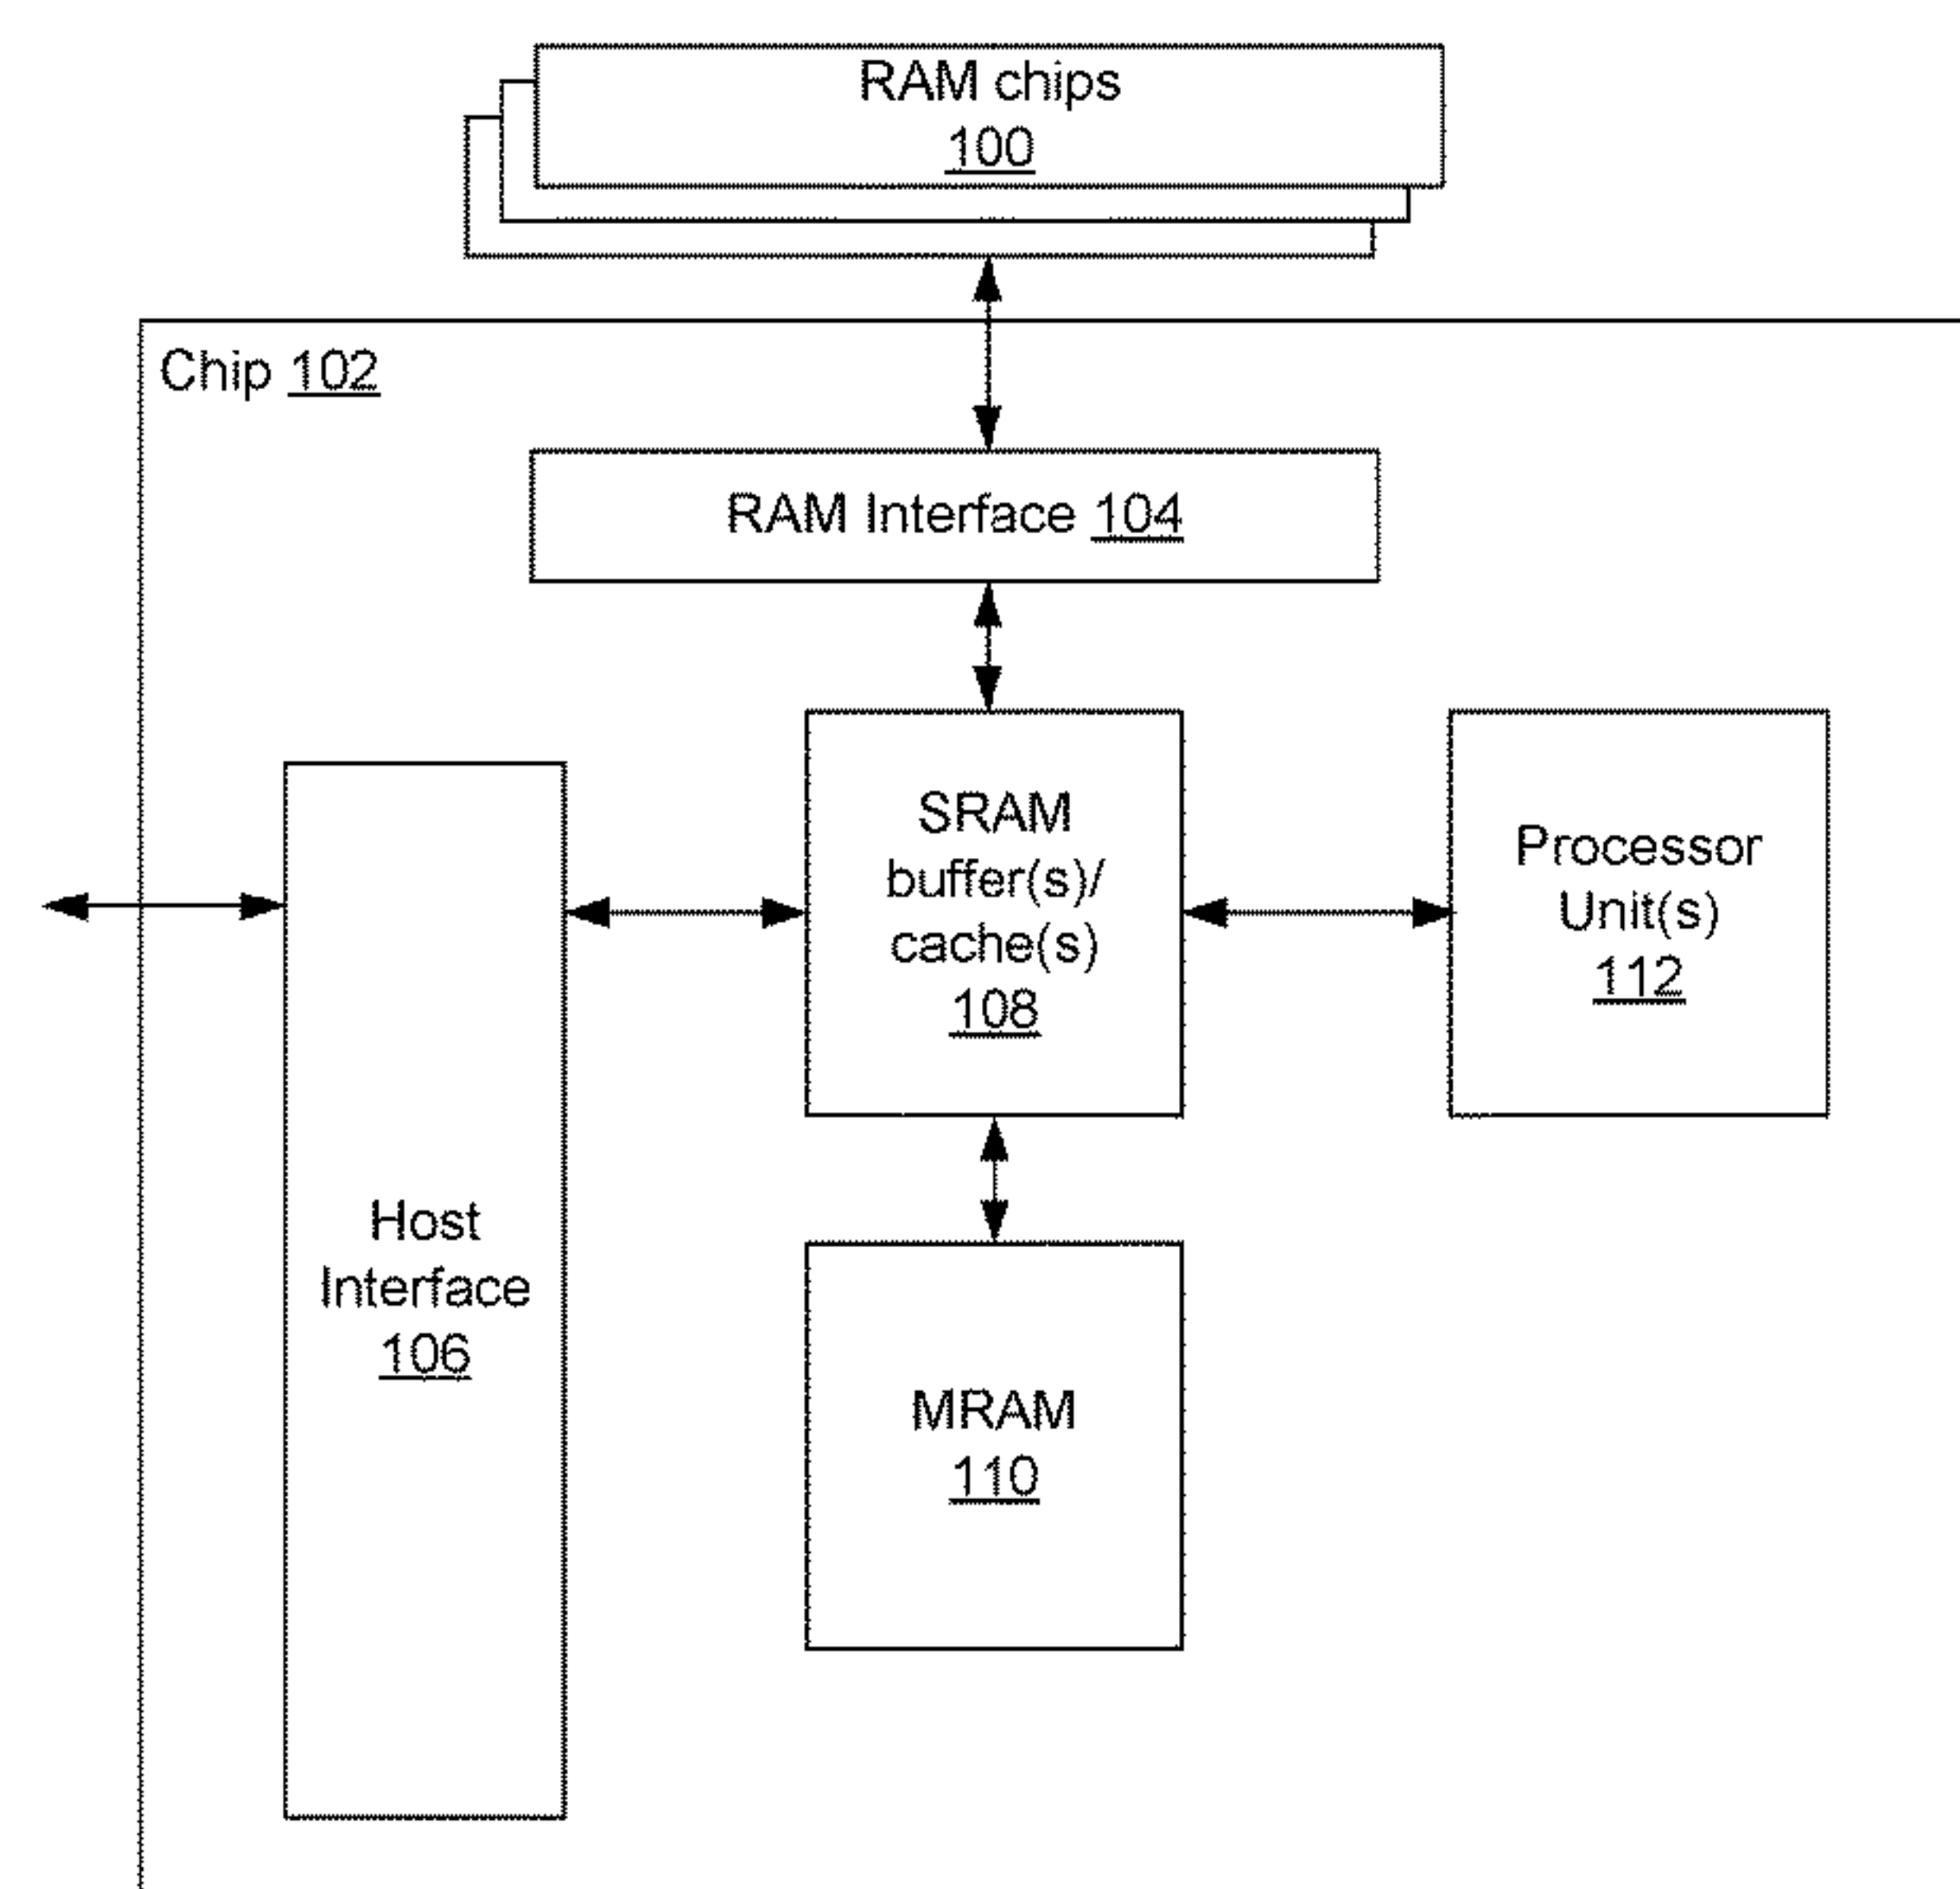 RAM chips
100
Chip 102
RAM Interface 104
SRAM
buffer(s)/
cache(s)
108
Processor
Unit(s)
112
Host
Interface
106
MRAM
110